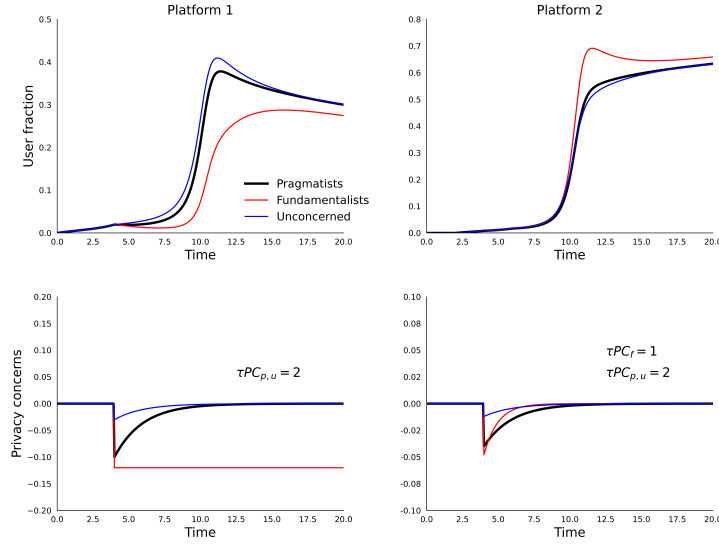 Platform 1
Platform 2
0.5
0.4
0.3
0.2
0.1
0.0
User fraction
Pragmatists
Fundamentalists
Unconcerned
0.0 2.5 5.0 7.5 10.0 12.5 15.0 17.5 20.0
Time
0.8
0.7
0.6
0.5
0.4
0.3
0.2
0.1
0.0
0.0 2.5 5.0 7.5 10.0 12.5 15.0 17.5 20.0
Time
0.20
0.15
0.10
0.05
0.00
−0.05
−0.10
−0.15
−0.20
Privacy concerns
τPC_{p,u} = 2
0.0 2.5 5.0 7.5 10.0 12.5 15.0 17.5 20.0
Time
0.10
0.08
0.05
0.02
0.00
−0.02
−0.05
−0.08
−0.10
τPC_f = 1
τPC_{p,u} = 2
0.0 2.5 5.0 7.5 10.0 12.5 15.0 17.5 20.0
Time